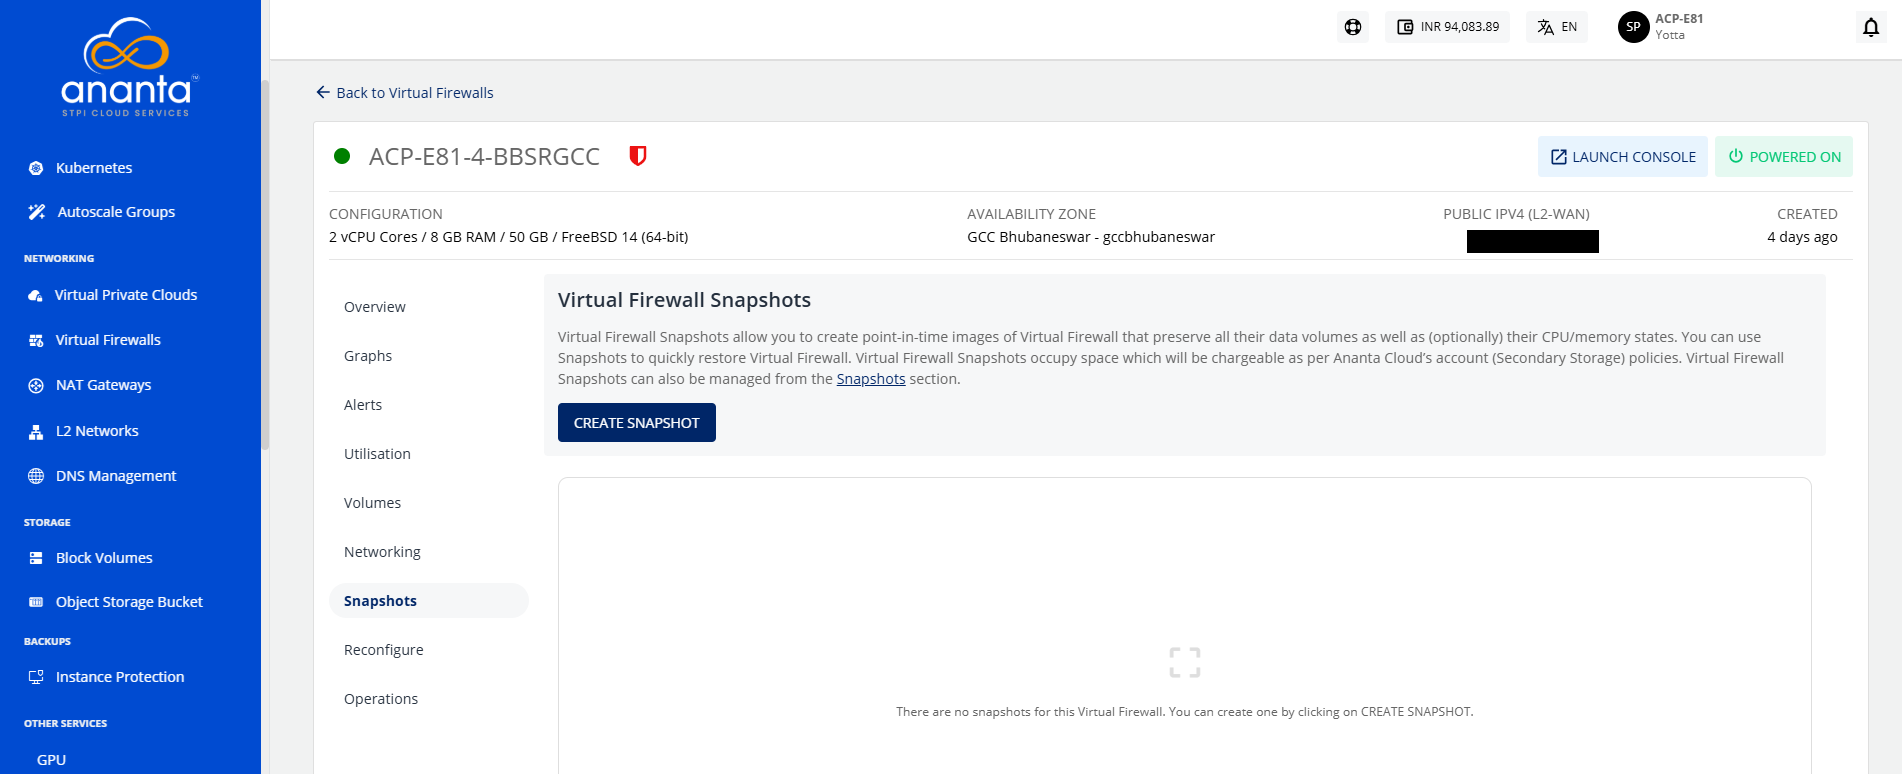 ananta
STPI CLOUD SERVICES
Kubernetes
Autoscale Groups
NETWORKING
Virtual Private Clouds
Virtual Firewalls
NAT Gateways
L2 Networks
DNS Management
STORAGE
Block Volumes
Object Storage Bucket
BACKUPS
Instance Protection
OTHER SERVICES
GPU
INR 94,083.89
EN
SP
ACP-E81
Yotta
Back to Virtual Firewalls
ACP-E81-4-BBSRGCC
LAUNCH CONSOLE
POWERED ON
CONFIGURATION
2 vCPU Cores / 8 GB RAM / 50 GB / FreeBSD 14 (64-bit)
AVAILABILITY ZONE
GCC Bhubaneswar - gccbhubaneswar
PUBLIC IPV4 (L2-WAN)
CREATED
4 days ago
Overview
Graphs
Alerts
Utilisation
Volumes
Networking
Snapshots
Reconfigure
Operations
Virtual Firewall Snapshots
Virtual Firewall Snapshots allow you to create point-in-time images of Virtual Firewall that preserve all their data volumes as well as (optionally) their CPU/memory states. You can use
Snapshots to quickly restore Virtual Firewall. Virtual Firewall Snapshots occupy space which will be chargeable as per Ananta Cloud’s account (Secondary Storage) policies. Virtual Firewall
Snapshots can also be managed from the Snapshots section.
CREATE SNAPSHOT
There are no snapshots for this Virtual Firewall. You can create one by clicking on CREATE SNAPSHOT.